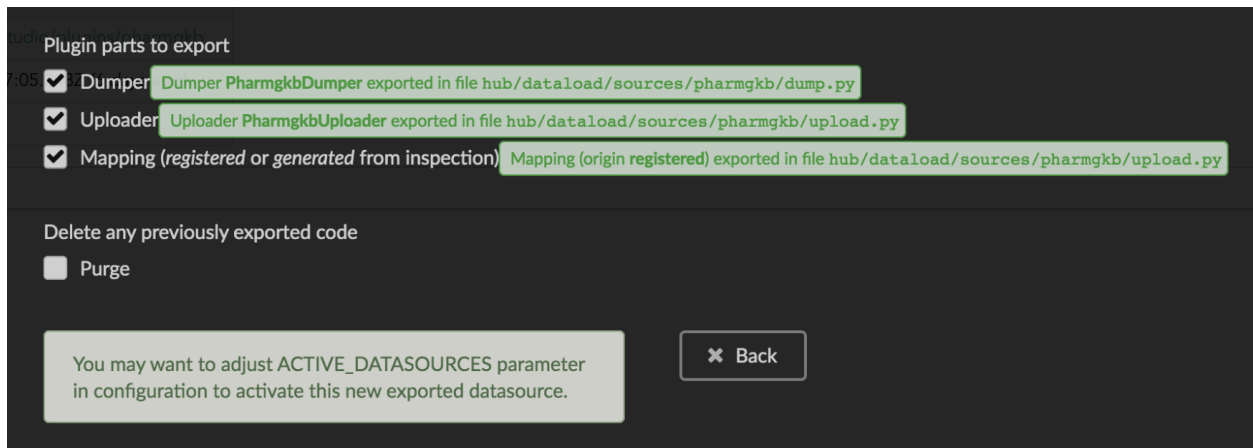 Plugin parts to export
Dumper Dumper PharmgkbDumper exported in file hub/dataload/sources/pharmgkb/dump.py
Uploader Uploader PharmgkbUploader exported in file hub/dataload/sources/pharmgkb/upload.py
Mapping (registered or generated from inspection) Mapping (origin registered) exported in file hub/dataload/sources/pharmgkb/upload.py
Delete any previously exported code
Purge
You may want to adjust ACTIVE_DATASOURCES parameter
in configuration to activate this new exported datasource.
✖ Back